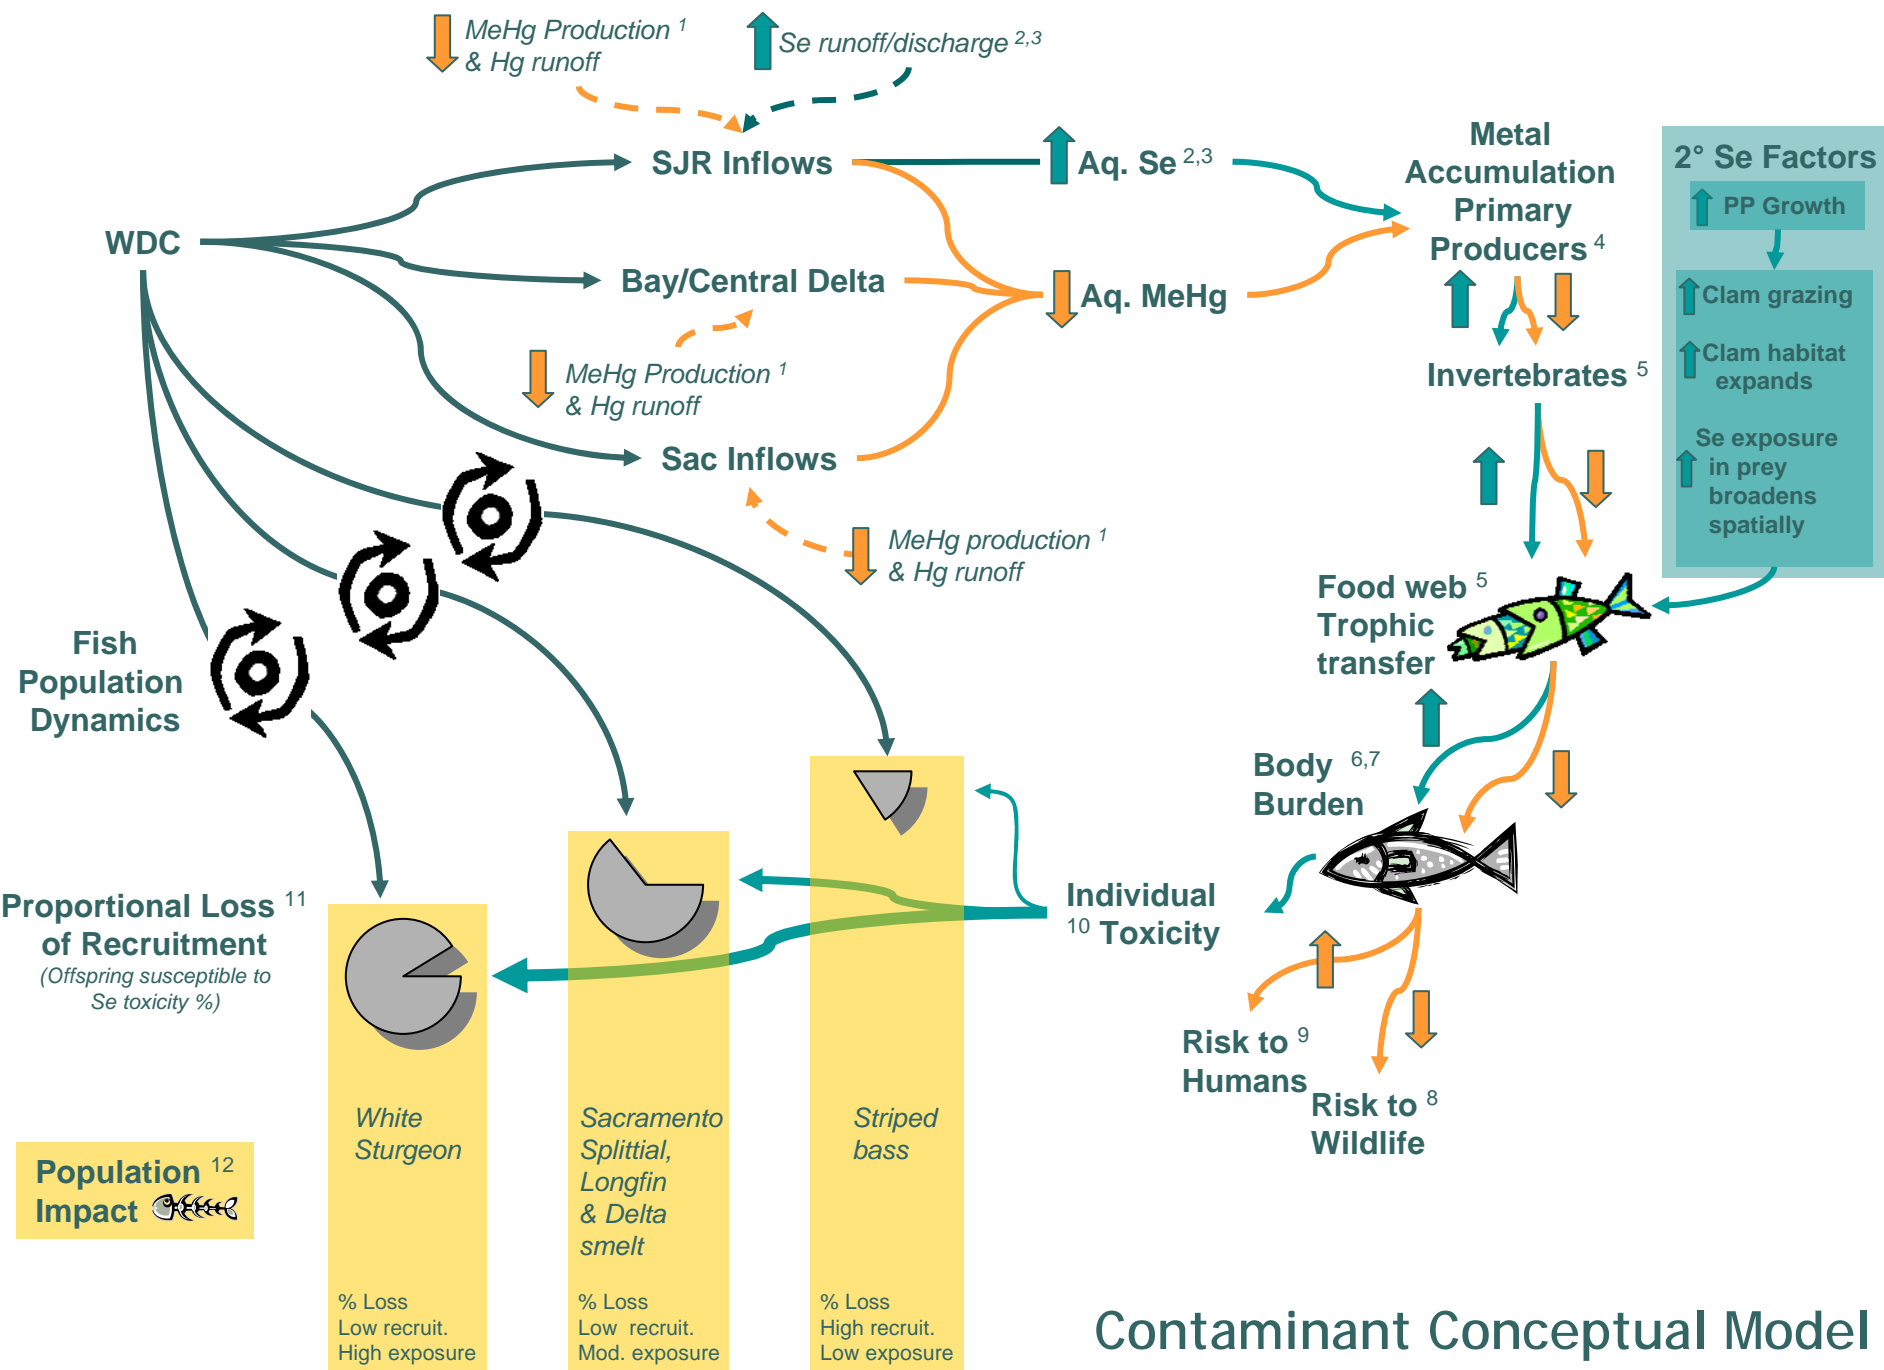 MeHg Production 1
& Hg runoff
Se runoff/discharge 2,3
SJR Inflows
Aq. Se 2,3
Metal
Accumulation
Primary
Producers 4
2° Se Factors
PP Growth
Clam grazing
Clam habitat
expands
Se exposure
in prey
broadens
spatially
WDC
Bay/Central Delta
Aq. MeHg
MeHg Production 1
& Hg runoff
Invertebrates 5
Sac Inflows
MeHg production 1
& Hg runoff
Food web 5
Trophic
transfer
Fish
Population
Dynamics
Body 6,7
Burden
Proportional Loss 11
of Recruitment
(Offspring susceptible to
Se toxicity %)
Individual
10 Toxicity
Risk to 9
Humans
Risk to 8
Wildlife
White
Sturgeon
Sacramento
Splittial,
Longfin
& Delta
smelt
Striped
bass
Population 12
Impact
% Loss
Low recruit.
High exposure
% Loss
Low recruit.
Mod. exposure
% Loss
High recruit.
Low exposure
Contaminant Conceptual Model